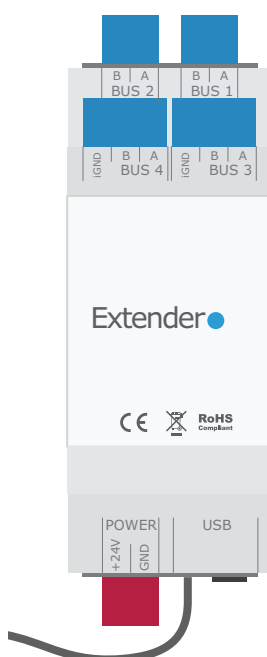 B A B A
BUS 2 BUS 1
iGND B A iGND B A
BUS 4 BUS 3
Extender
CE RoHS
Compliant
POWER USB
+24V GND